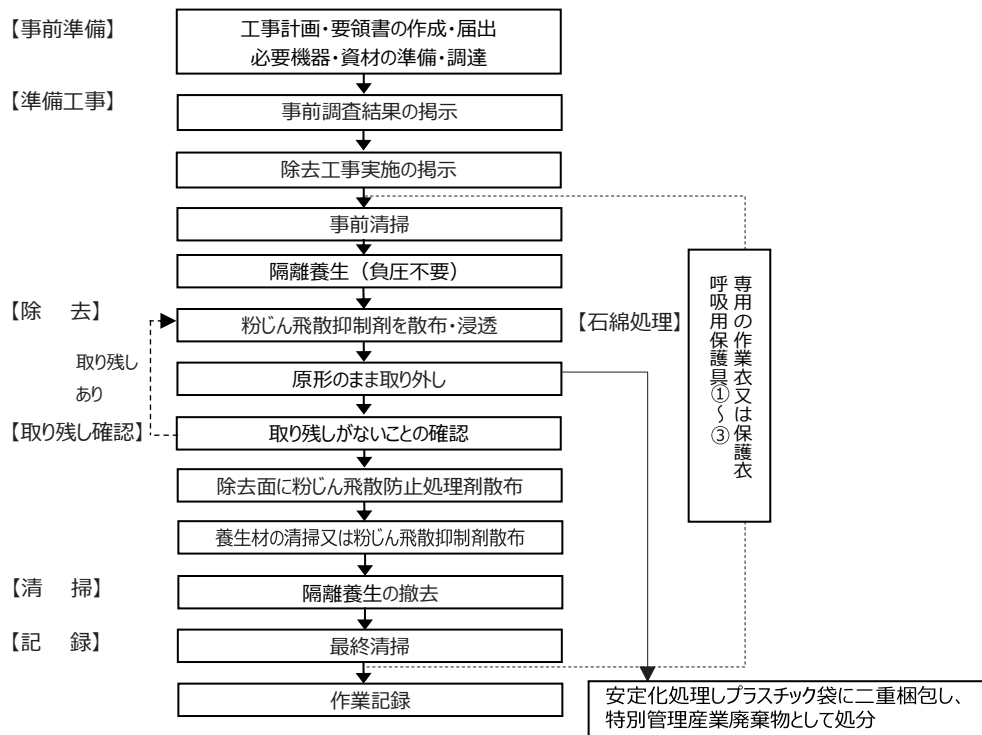 【事前準備】
工事計画・要領書の作成・届出
必要機器・資材の準備・調達
【準備工事】
事前調査結果の掲示
除去工事実施の掲示
事前清掃
隔離養生（負圧不要）
【除　去】
粉じん飛散抑制剤を散布・浸透
【石綿処理】
専用の作業衣又は保護衣
呼吸用保護具①～③
取り残し
あり
原形のまま取り外し
【取り残し確認】
取り残しがないことの確認
除去面に粉じん飛散防止処理剤散布
養生材の清掃又は粉じん飛散抑制剤散布
【清　掃】
隔離養生の撤去
【記　録】
最終清掃
作業記録
安定化処理しプラスチック袋に二重梱包し、
特別管理産業廃棄物として処分